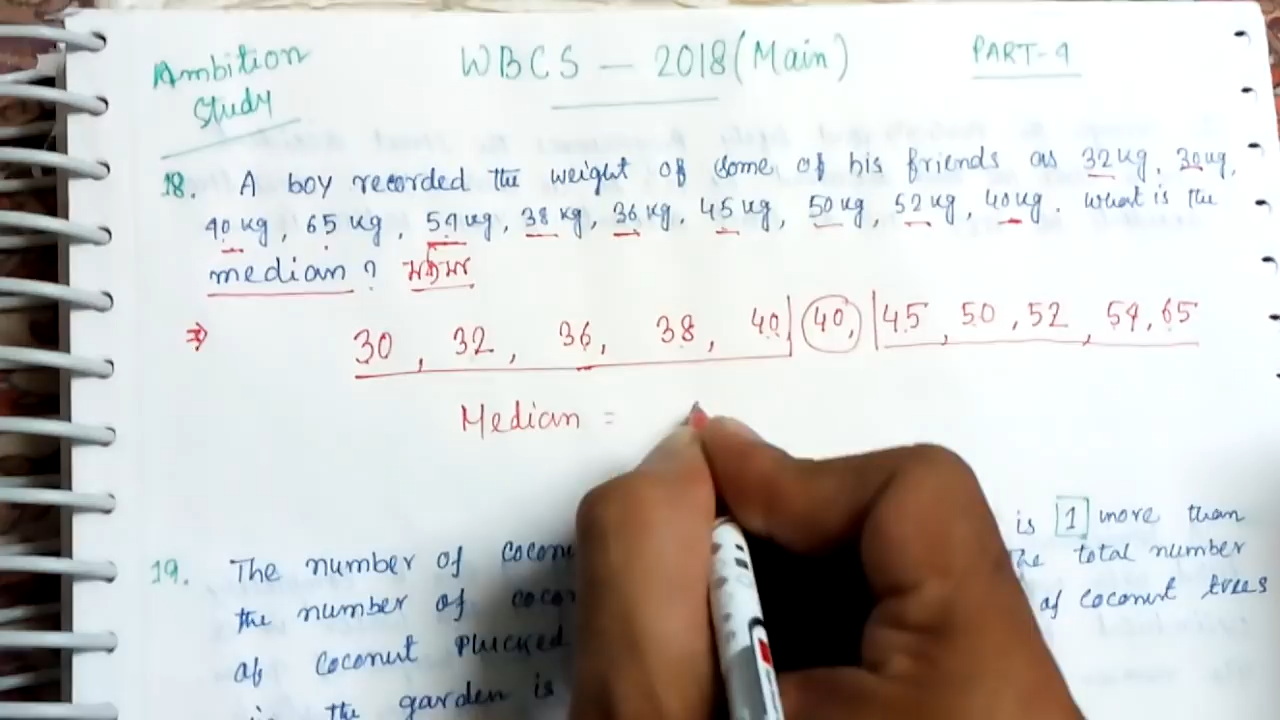 Ambition
Study
WBCS - 2018 (Main)
PART-9
18. A boy recorded the weight of some of his friends as 32 kg, 30 kg,
40 kg, 65 kg, 54 kg, 38 kg, 36 kg, 45 kg, 50 kg, 52 kg, 40 kg. What is the
median?
⇒ 30, 32, 36, 38, 40, 40, 45, 50, 52, 54, 65
Median =
19. The number of is 1 more than
the number of The total number
of coconut plucked of coconut trees
the garden is